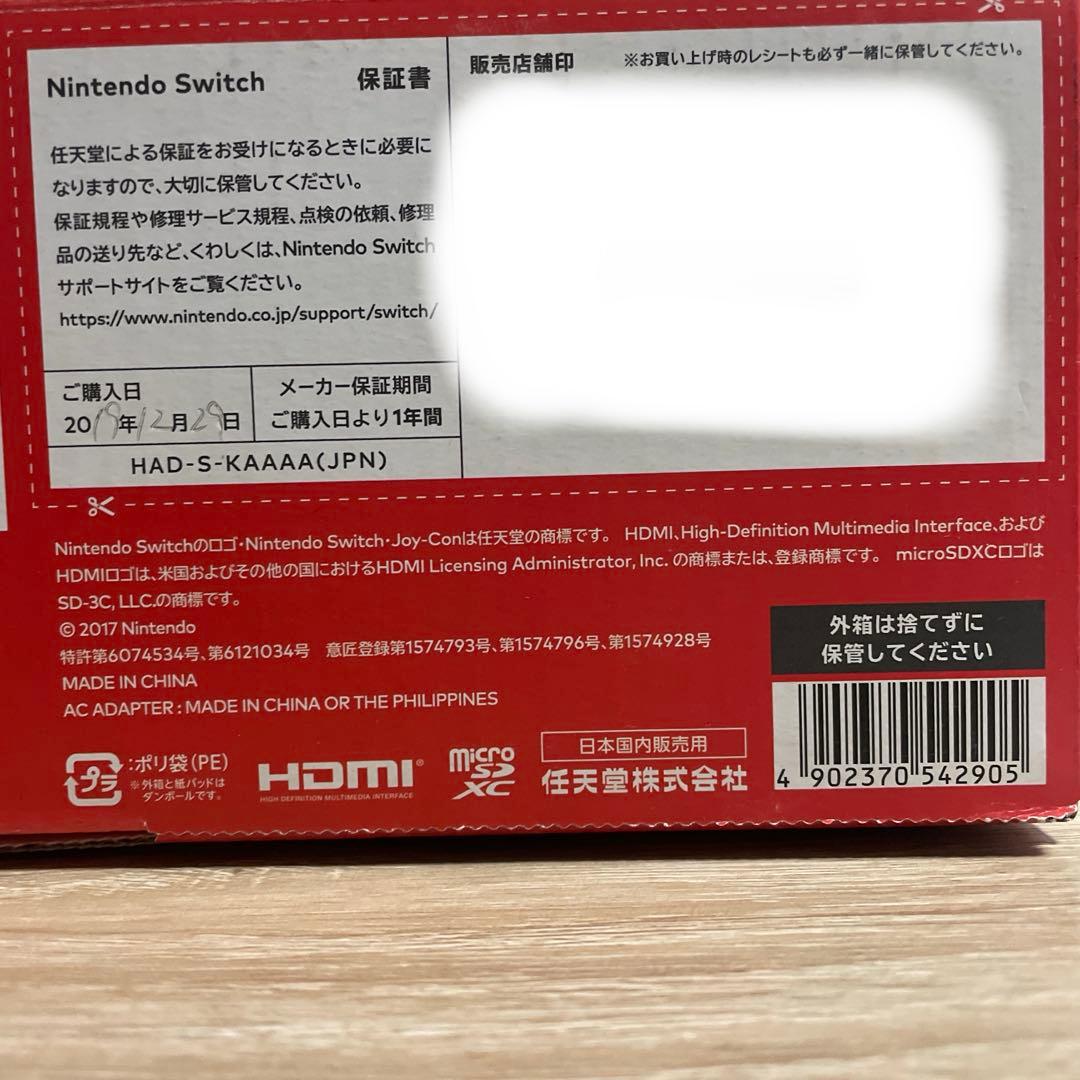 Nintendo Switch 保証書
任天堂による保証をお受けになるときに必要に
なりますので、大切に保管してください。
保証規程や修理サービス規程、点検の依頼、修理
品の送り先など、くわしくは、Nintendo Switch
サポートサイトをご覧ください。
https://www.nintendo.co.jp/support/switch/
販売店舗印 ※お買い上げ時のレシートも必ず一緒に保管してください。
ご購入日
2019年12月29日
メーカー保証期間
ご購入日より1年間
HAD-S-KAAAA(JPN)
Nintendo Switchのロゴ・Nintendo Switch・Joy-Conは任天堂の商標です。 HDMI、High-Definition Multimedia Interface、および
HDMIロゴは、米国およびその他の国におけるHDMI Licensing Administrator, Inc. の商標または、登録商標です。 microSDXCロゴは
SD-3C, LLC.の商標です。
© 2017 Nintendo
特許第6074534号、第6121034号 意匠登録第1574793号、第1574796号、第1574928号
MADE IN CHINA
AC ADAPTER : MADE IN CHINA OR THE PHILIPPINES
外箱は捨てずに
保管してください
4 902370 542905
プラ
:ポリ袋(PE)
※外箱と紙パッドは
ダンボールです。
HDMI®
HIGH DEFINITION MULTIMEDIA INTERFACE
micro
SD
XC
日本国内販売用
任天堂株式会社